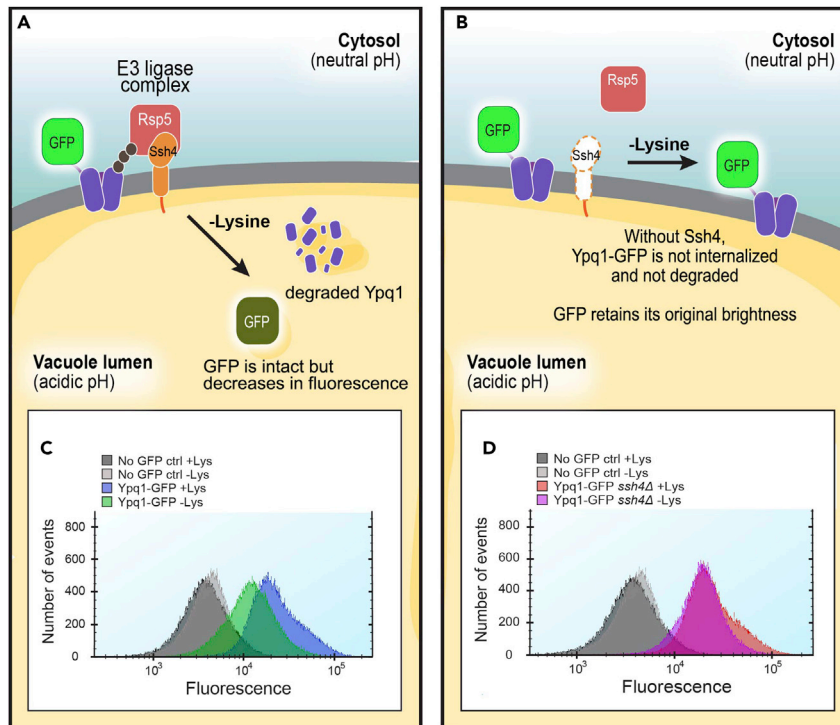 A
Cytosol
(neutral pH)
E3 ligase
complex
Rsp5
GFP
Ssh4
-Lysine
degraded Ypq1
GFP
GFP is intact but
decreases in fluorescence
Vacuole lumen
(acidic pH)
C
No GFP ctrl +Lys
No GFP ctrl -Lys
Ypq1-GFP +Lys
Ypq1-GFP -Lys
Number of events
800
600
400
200
0
10³
10⁴
10⁵
Fluorescence
B
Cytosol
(neutral pH)
Rsp5
GFP
Ssh4
-Lysine
GFP
Without Ssh4,
Ypq1-GFP is not internalized
and not degraded
GFP retains its original brightness
Vacuole lumen
(acidic pH)
D
No GFP ctrl +Lys
No GFP ctrl -Lys
Ypq1-GFP ssh4Δ +Lys
Ypq1-GFP ssh4Δ -Lys
Number of events
800
600
400
200
0
10³
10⁴
10⁵
Fluorescence